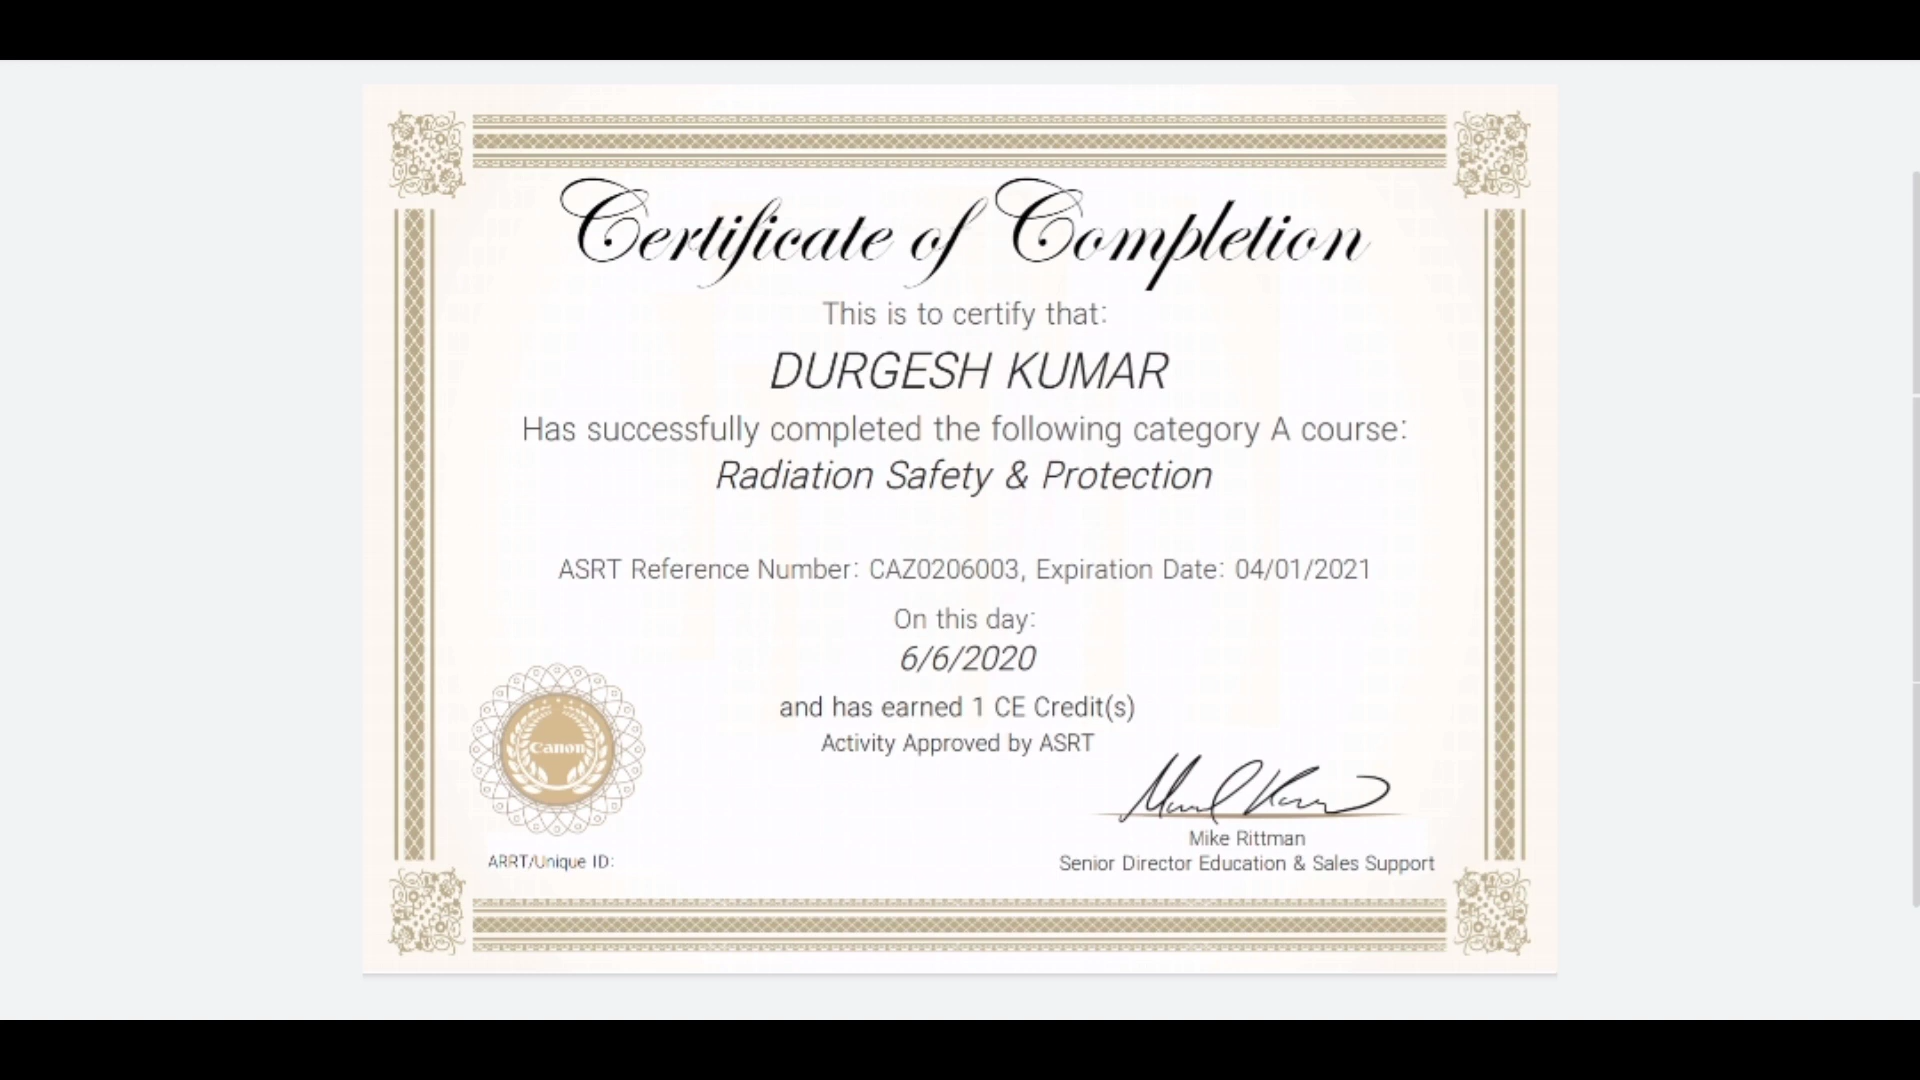 Certificate of Completion
This is to certify that:
DURGESH KUMAR
Has successfully completed the following category A course:
Radiation Safety & Protection
ASRT Reference Number: CAZ0206003, Expiration Date: 04/01/2021
On this day:
6/6/2020
and has earned 1 CE Credit(s)
Activity Approved by ASRT
Canon
Mike Rittman
Senior Director Education & Sales Support
ARRT/Unique ID: